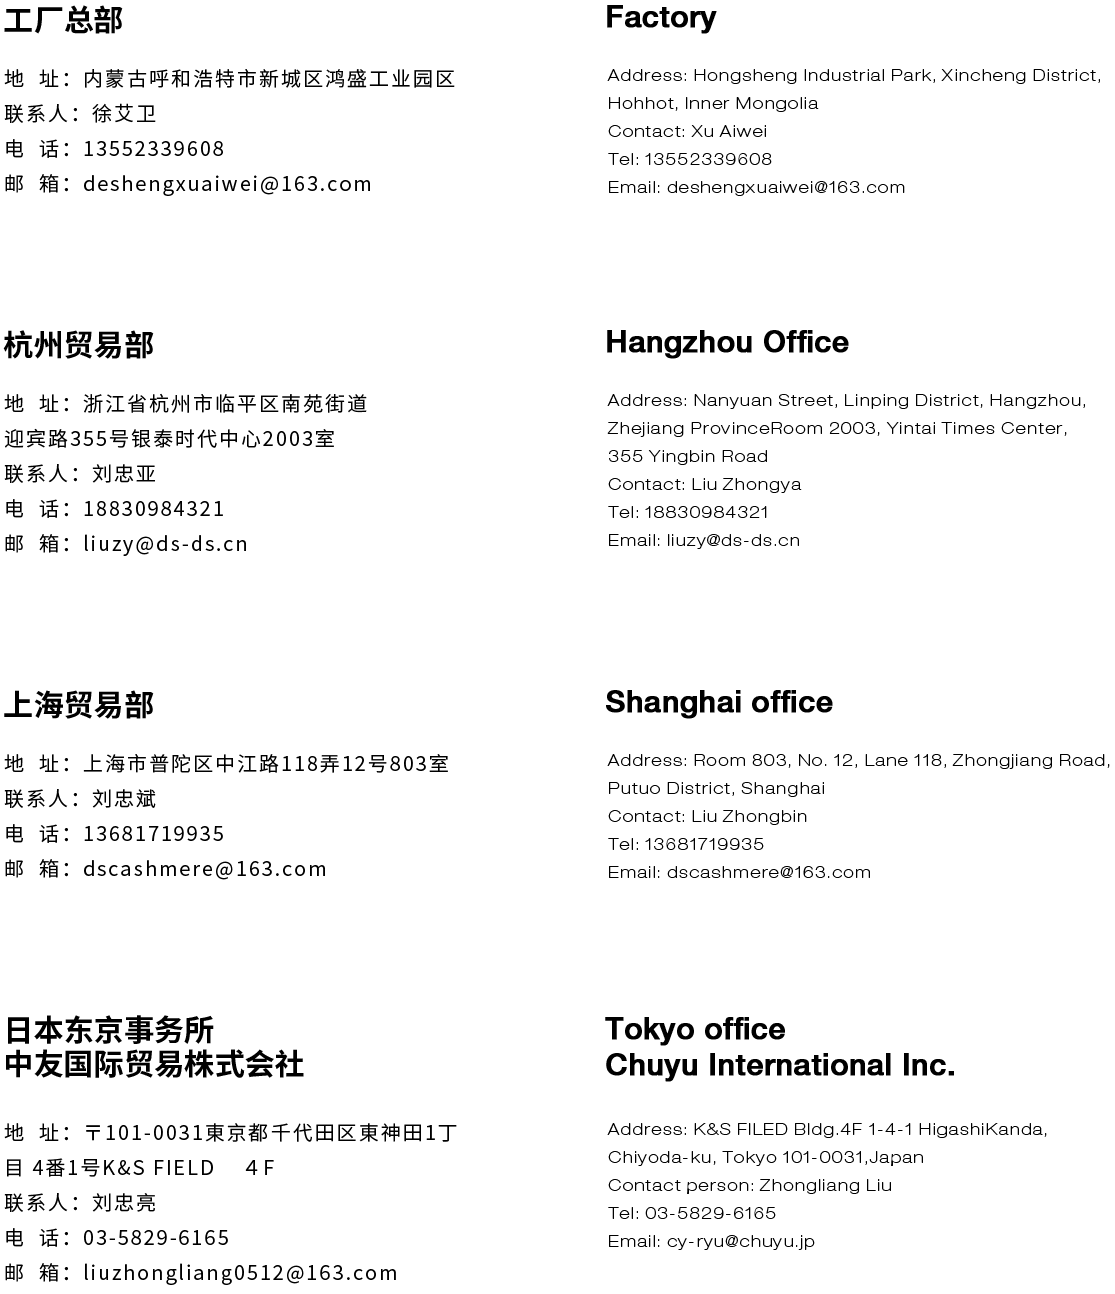 工厂总部
地 址：内蒙古呼和浩特市新城区鸿盛工业园区
联系人：徐艾卫
电 话：13552339608
邮 箱：deshengxuaiwei@163.com
Factory
Address: Hongsheng Industrial Park, Xincheng District,
Hohhot, Inner Mongolia
Contact: Xu Aiwei
Tel: 13552339608
Email: deshengxuaiwei@163.com
杭州贸易部
地 址：浙江省杭州市临平区南苑街道
迎宾路355号银泰时代中心2003室
联系人：刘忠亚
电 话：18830984321
邮 箱：liuzy@ds-ds.cn
Hangzhou Office
Address: Nanyuan Street, Linping District, Hangzhou,
Zhejiang ProvinceRoom 2003, Yintai Times Center,
355 Yingbin Road
Contact: Liu Zhongya
Tel: 18830984321
Email: liuzy@ds-ds.cn
上海贸易部
地 址：上海市普陀区中江路118弄12号803室
联系人：刘忠斌
电 话：13681719935
邮 箱：dscashmere@163.com
Shanghai office
Address: Room 803, No. 12, Lane 118, Zhongjiang Road,
Putuo District, Shanghai
Contact: Liu Zhongbin
Tel: 13681719935
Email: dscashmere@163.com
日本东京事务所
中友国际贸易株式会社
地 址：〒101-0031東京都千代田区東神田1丁
目 4番1号K&S FIELD　４F
联系人：刘忠亮
电 话：03-5829-6165
邮 箱：liuzhongliang0512@163.com
Tokyo office
Chuyu International Inc.
Address: K&S FILED Bldg.4F 1-4-1 HigashiKanda,
Chiyoda-ku, Tokyo 101-0031,Japan
Contact person: Zhongliang Liu
Tel: 03-5829-6165
Email: cy-ryu@chuyu.jp